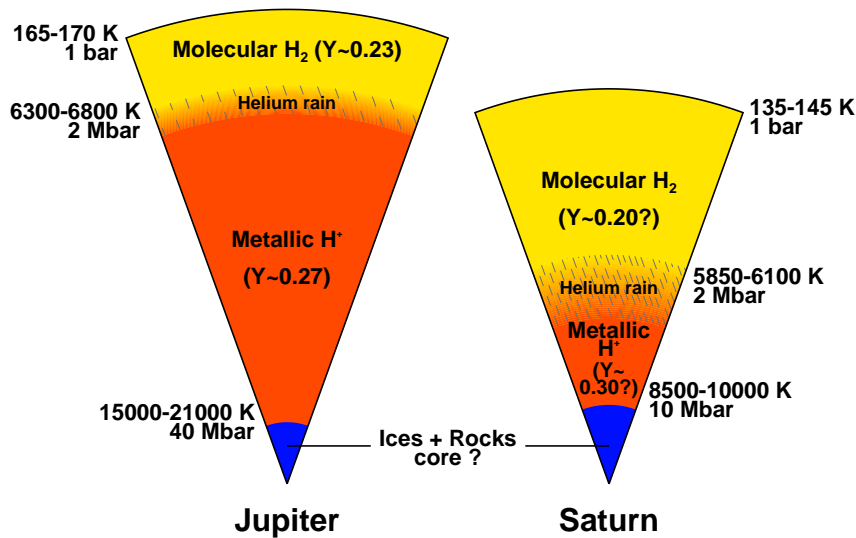 165-170 K
1 bar
Molecular H₂ (Y~0.23)
Helium rain
6300-6800 K
2 Mbar
Metallic H⁺
(Y~0.27)
15000-21000 K
40 Mbar
135-145 K
1 bar
Molecular H₂
(Y~0.20?)
Helium rain
5850-6100 K
2 Mbar
Metallic
H⁺
(Y~
0.30?)
8500-10000 K
10 Mbar
Ices + Rocks
core ?
Jupiter
Saturn